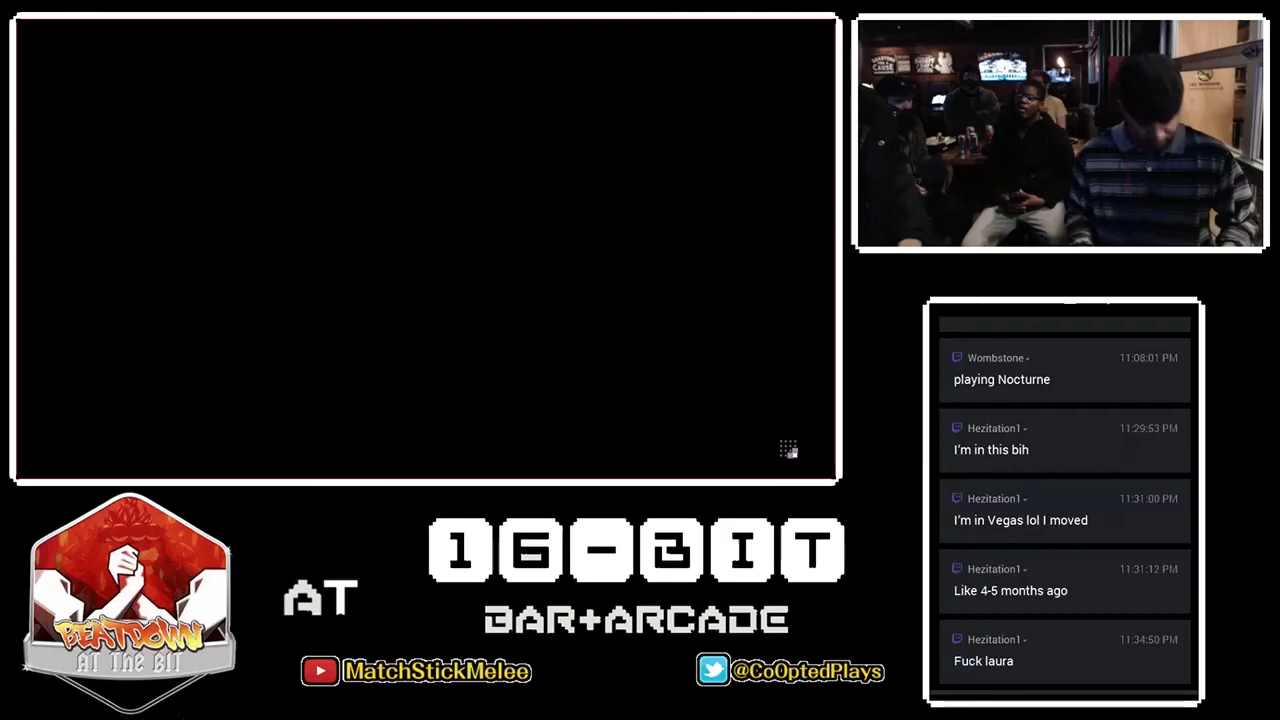 Wombstone
11:08:01 PM
playing Nocturne
Hezitation1
11:29:53 PM
I'm in this bih
Hezitation1
11:31:00 PM
I'm in Vegas lol I moved
Hezitation1
11:31:12 PM
Like 4-5 months ago
Hezitation1
11:34:50 PM
Fuck laura
BEATDOWN
AT THE BIT
AT
16-BIT
BAR+ARCADE
MatchStickMelee
@CoOptedPlays